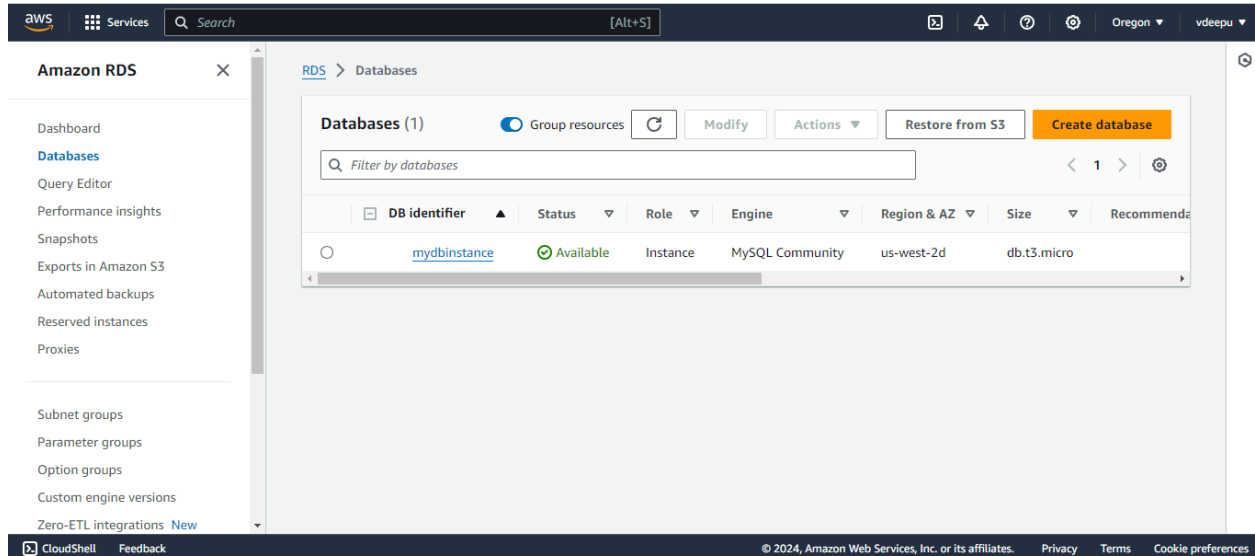 aws Services Search [Alt+S] Oregon vdeepu
Amazon RDS
Dashboard
Databases
Query Editor
Performance insights
Snapshots
Exports in Amazon S3
Automated backups
Reserved instances
Proxies
Subnet groups
Parameter groups
Option groups
Custom engine versions
Zero-ETL integrations New
RDS > Databases
Databases (1) Group resources Modify Actions Restore from S3 Create database
Filter by databases 1
DB identifier Status Role Engine Region & AZ Size Recommenda
mydbinstance Available Instance MySQL Community us-west-2d db.t3.micro
CloudShell Feedback © 2024, Amazon Web Services, Inc. or its affiliates. Privacy Terms Cookie preferences